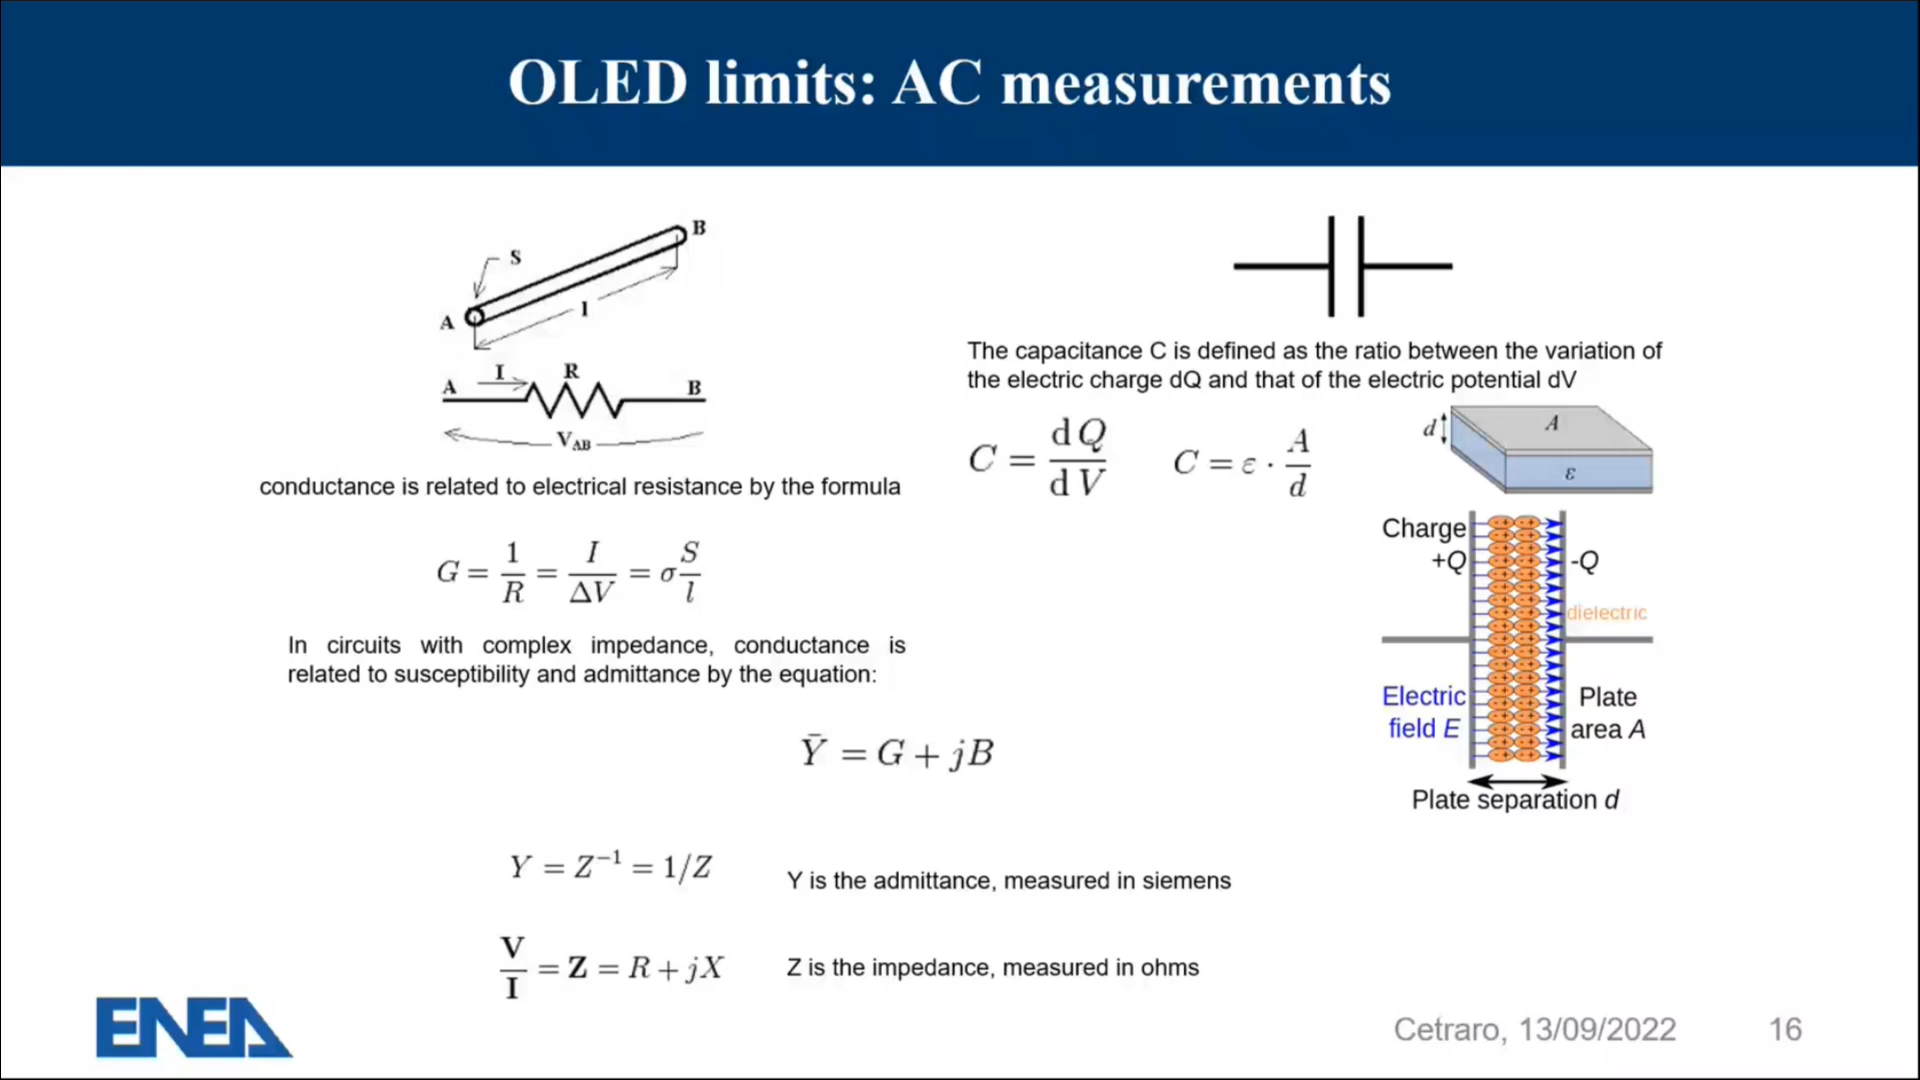 OLED limits: AC measurements
B
S
A
l
A
I
R
B
V_AB
conductance is related to electrical resistance by the formula
G = 1/R = I/ΔV = σ S/l
In circuits with complex impedance, conductance is
related to susceptibility and admittance by the equation:
Ȳ = G + jB
Y = Z⁻¹ = 1/Z
Y is the admittance, measured in siemens
V/I = Z = R + jX
Z is the impedance, measured in ohms
The capacitance C is defined as the ratio between the variation of
the electric charge dQ and that of the electric potential dV
C = dQ/dV
C = ε · A/d
d
A
ε
Charge
+Q
-Q
dielectric
Electric
field E
Plate
area A
Plate separation d
ENEA
Cetraro, 13/09/2022
16